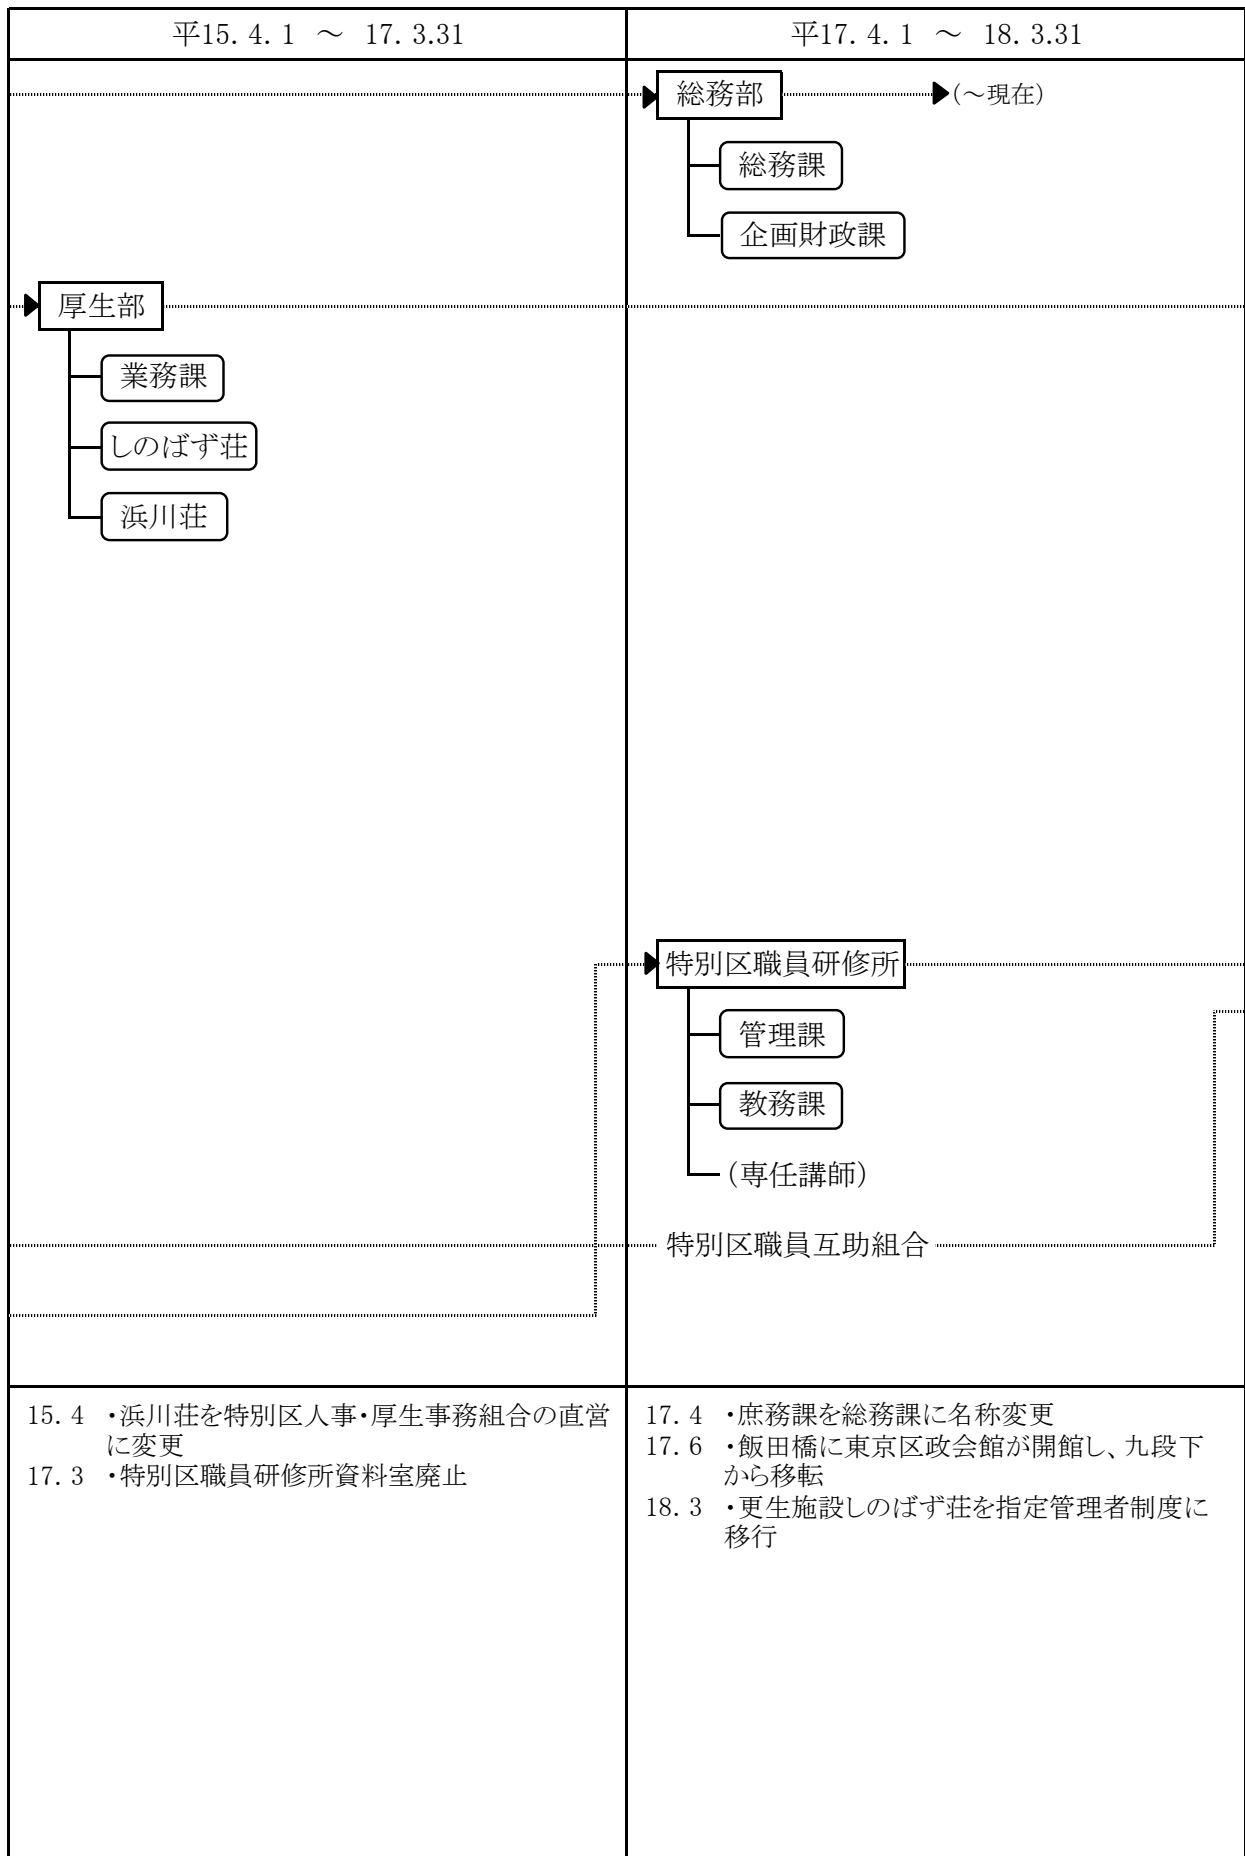 平15. 4. 1 ～ 17. 3.31
平17. 4. 1 ～ 18. 3.31
総務部
(～現在)
総務課
企画財政課
厚生部
業務課
しのばず荘
浜川荘
特別区職員研修所
管理課
教務課
(専任講師)
特別区職員互助組合
15. 4 ・浜川荘を特別区人事・厚生事務組合の直営
に変更
17. 3 ・特別区職員研修所資料室廃止
17. 4 ・庶務課を総務課に名称変更
17. 6 ・飯田橋に東京区政会館が開館し、九段下
から移転
18. 3 ・更生施設しのばず荘を指定管理者制度に
移行